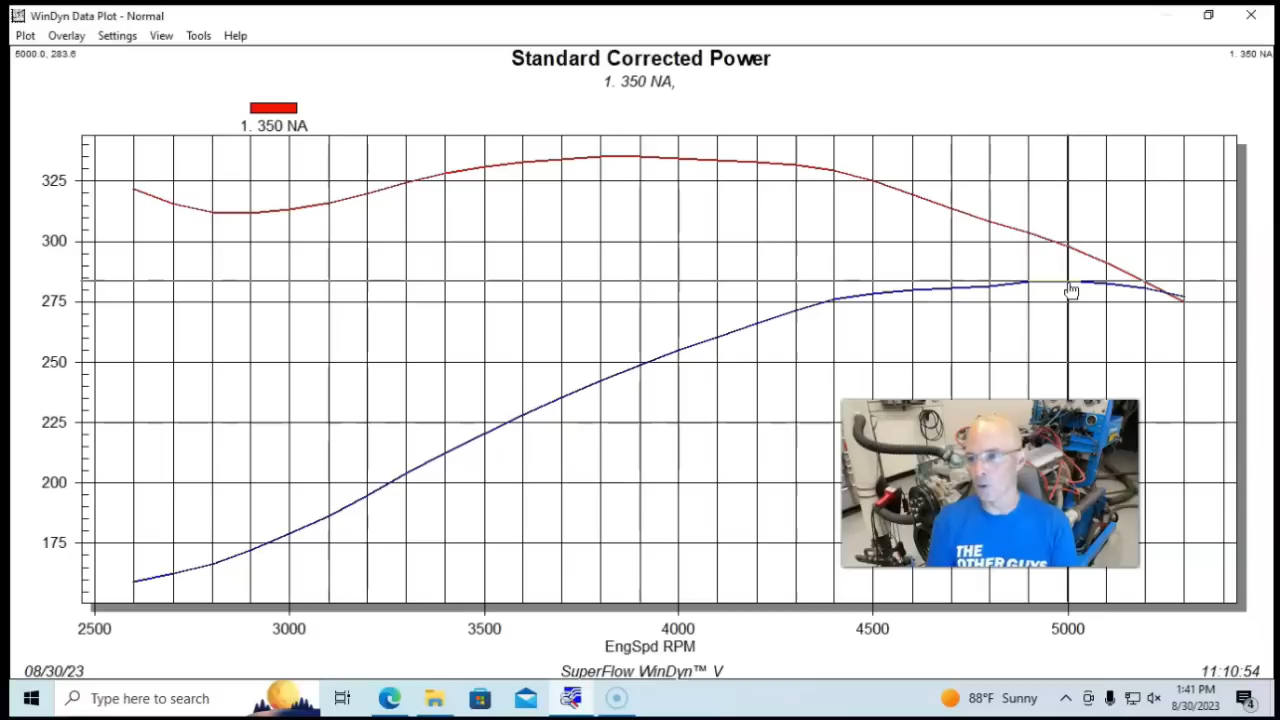 WinDyn Data Plot - Normal
Plot Overlay Settings View Tools Help
5000.0, 283.6
1. 350 NA
Standard Corrected Power
1. 350 NA,
1. 350 NA
325
300
275
250
225
200
175
2500 3000 3500 4000 4500 5000
EngSpd RPM
THE
OTHER GUYS
08/30/23
SuperFlow WinDyn™ V
11:10:54
Type here to search
88°F Sunny
1:41 PM
8/30/2023
4